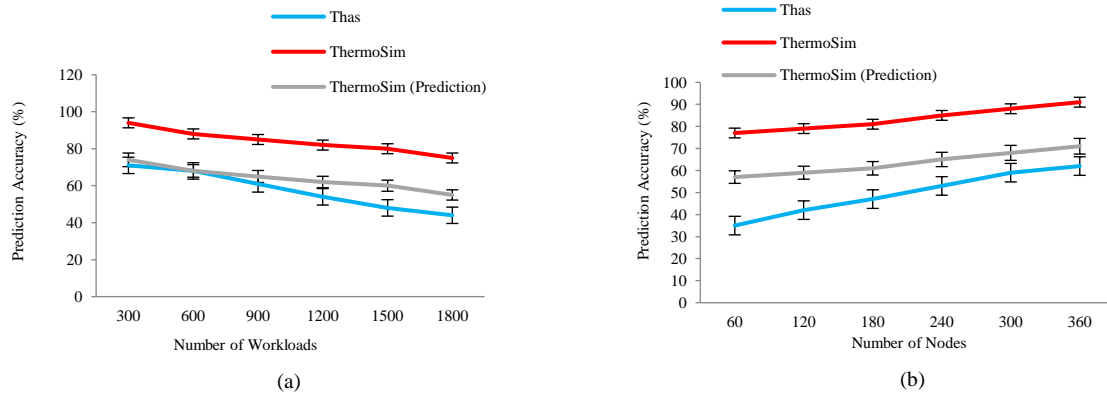 Thas
ThermoSim
ThermoSim (Prediction)
Prediction Accuracy (%)
120
100
80
60
40
20
0
300 600 900 1200 1500 1800
Number of Workloads
(a)
Thas
ThermoSim
ThermoSim (Prediction)
Prediction Accuracy (%)
100
90
80
70
60
50
40
30
20
10
0
60 120 180 240 300 360
Number of Nodes
(b)